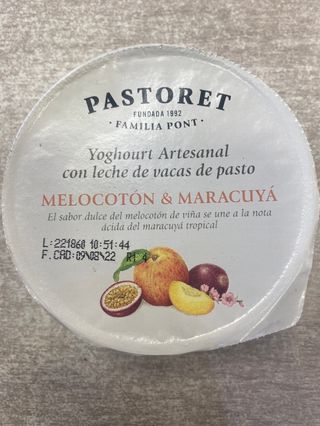 PASTORET
FUNDADA 1992
· FAMILIA PONT ·
Yoghourt Artesanal
con leche de vacas de pasto
MELOCOTÓN & MARACUYÁ
El sabor dulce del melocotón de viña se une a la nota
ácida del maracuyá tropical
L:221860 10:51:44
F.CAD:09/08/22 R1 4